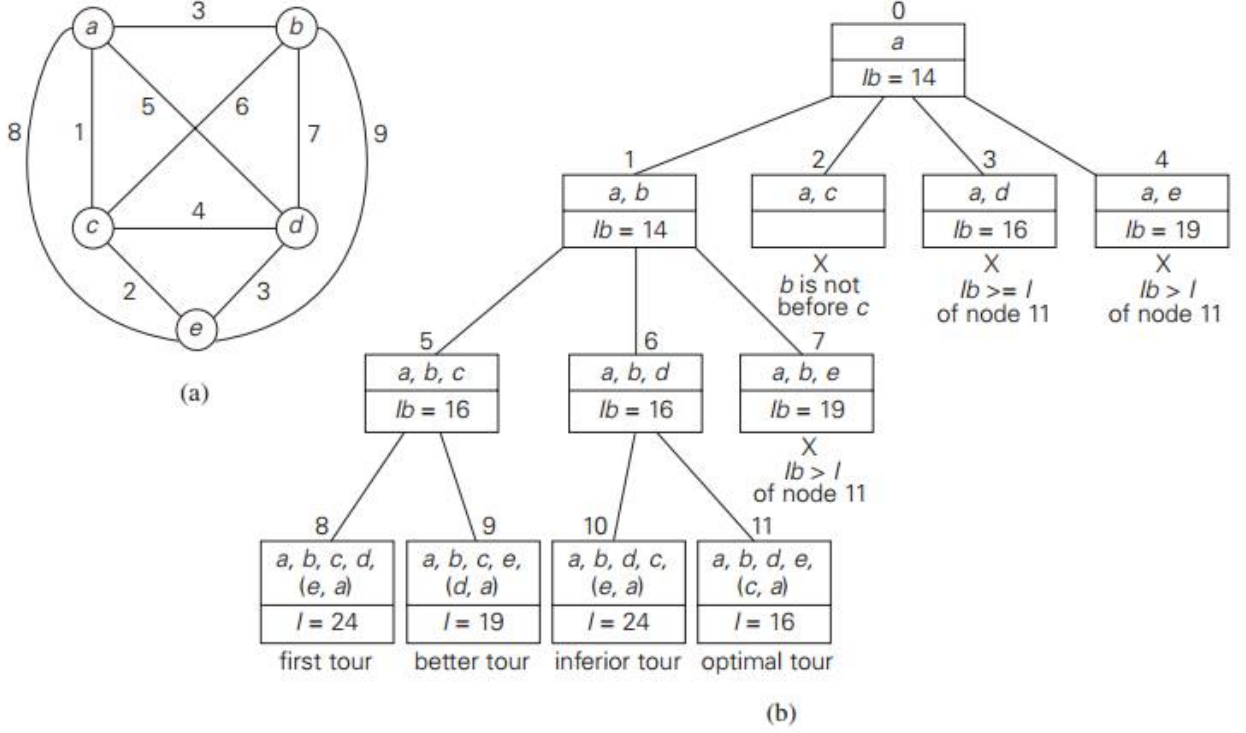 3
a
b
5
6
8
1
7
9
c
4
d
2
3
e
(a)
0
a
lb = 14
1
2
3
4
a, b
a, c
a, d
a, e
lb = 14
lb = 16
lb = 19
X
X
X
b is not
before c
lb >= l
of node 11
lb > l
of node 11
5
6
7
a, b, c
a, b, d
a, b, e
lb = 16
lb = 16
lb = 19
X
lb > l
of node 11
8
9
10
11
a, b, c, d,
(e, a)
a, b, c, e,
(d, a)
a, b, d, c,
(e, a)
a, b, d, e,
(c, a)
l = 24
l = 19
l = 24
l = 16
first tour
better tour
inferior tour
optimal tour
(b)